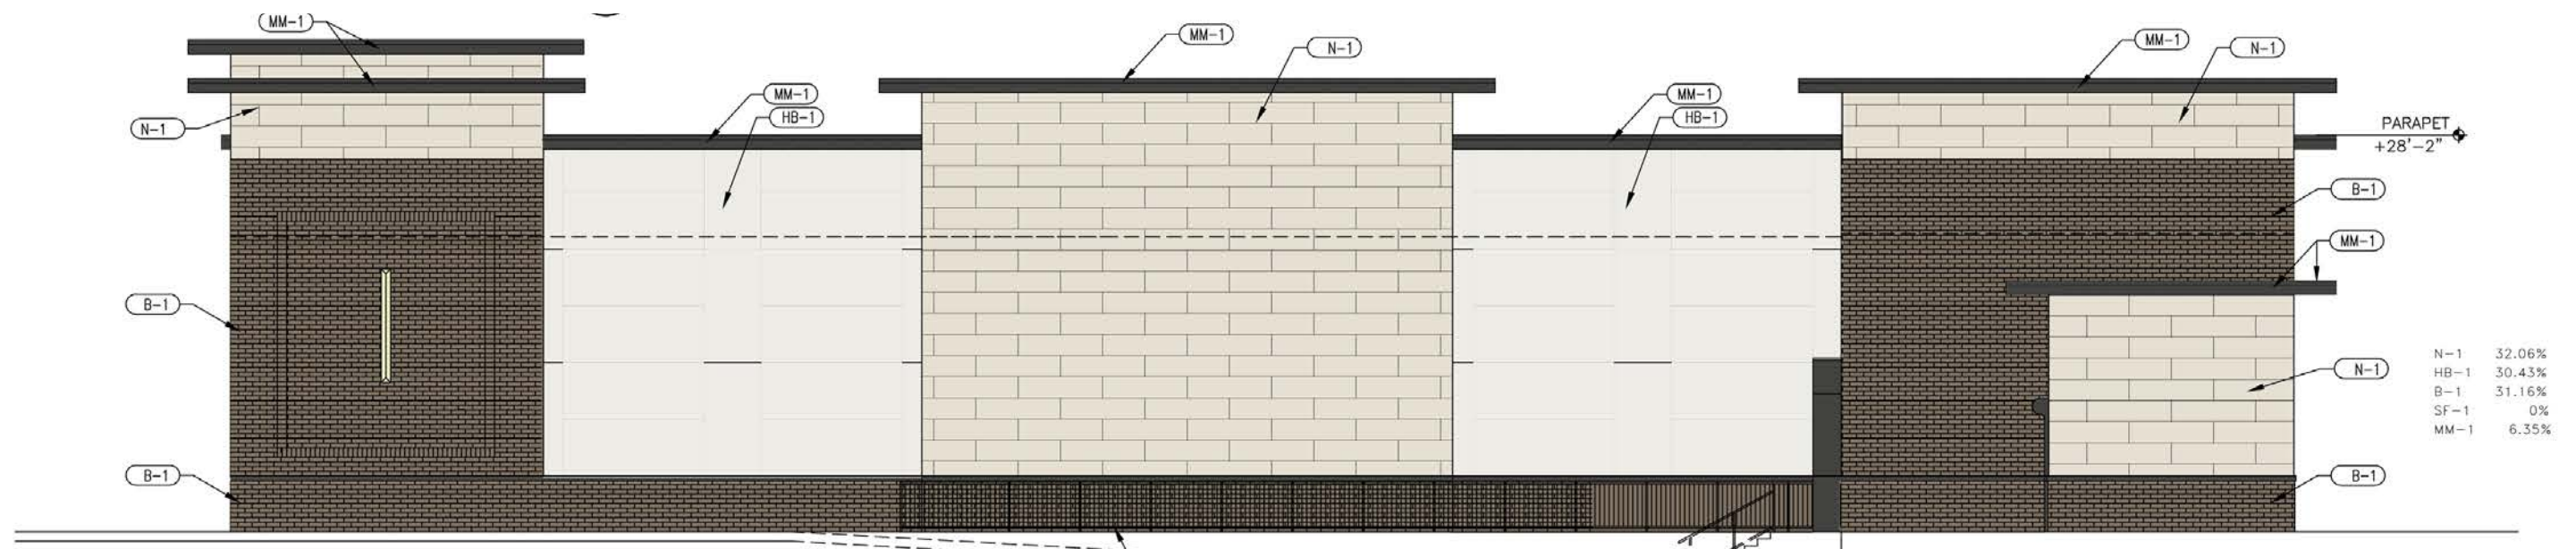 MM-1
MM-1
N-1
MM-1
N-1
MM-1
HB-1
MM-1
HB-1
N-1
PARAPET
+28'-2"
B-1
MM-1
B-1
N-1
N-1 32.06%
HB-1 30.43%
B-1 31.16%
SF-1 0%
MM-1 6.35%
B-1
B-1